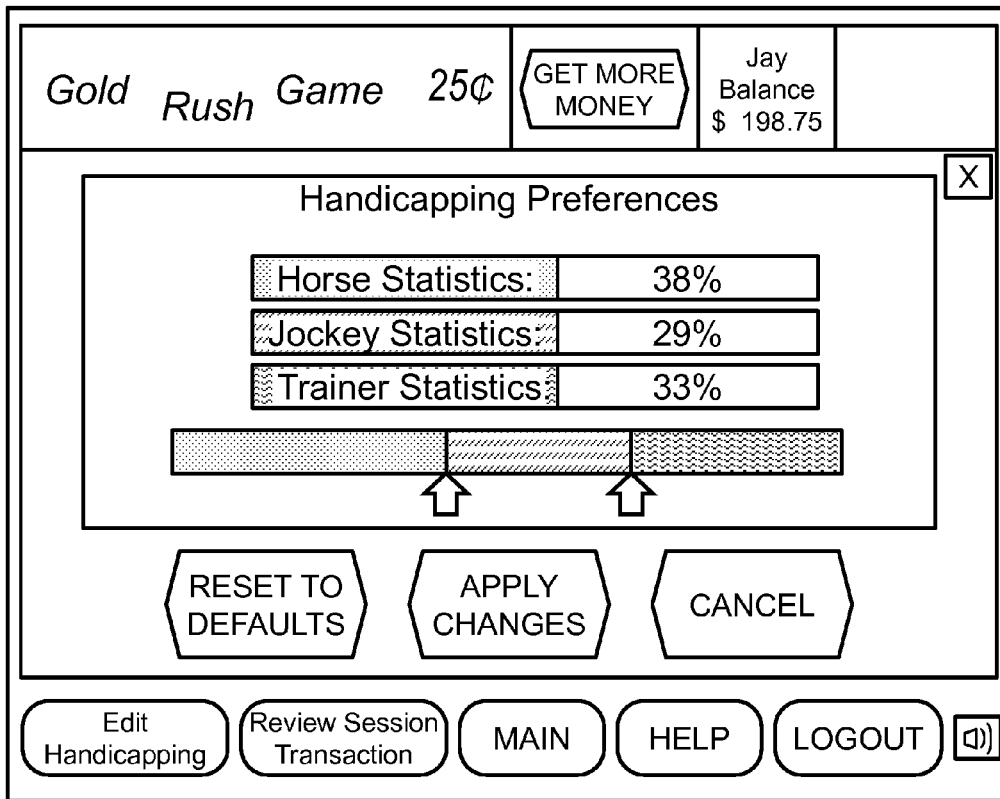 Gold Rush Game 25¢
GET MORE
MONEY
Jay
Balance
$ 198.75
X
Handicapping Preferences
Horse Statistics: 38%
Jockey Statistics: 29%
Trainer Statistics: 33%
RESET TO
DEFAULTS
APPLY
CHANGES
CANCEL
Edit
Handicapping
Review Session
Transaction
MAIN
HELP
LOGOUT